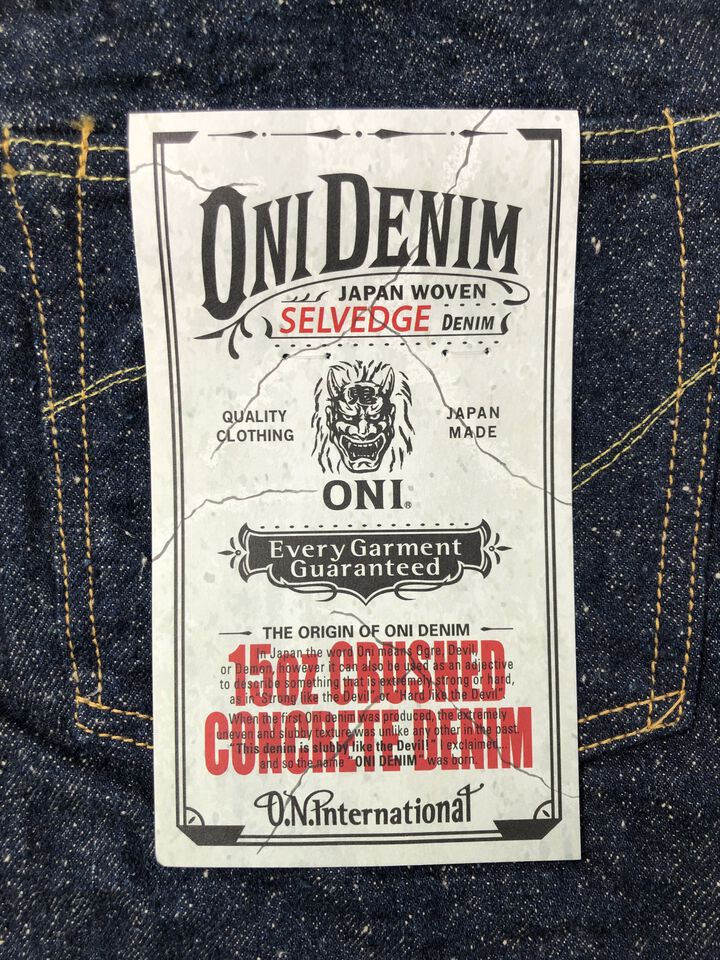 ONI DENIM
JAPAN WOVEN
SELVEDGE DENIM
QUALITY
CLOTHING
JAPAN
MADE
ONI®
Every Garment
Guaranteed
THE ORIGIN OF ONI DENIM
15oz CRUSHED
CONCRETE DENIM
In Japan the word Oni means Ogre, Devil,
or Demon, however it can also be used as an adjective
to describe something that is extremely strong or hard,
as in "Strong like the Devil" or "Hard like the Devil".
When the first Oni denim was produced, the extremely
uneven and slubby texture was unlike any other in the past.
"This denim is slubby like the Devil!" I exclaimed...
and so the name "ONI DENIM" was born.
O.N.International